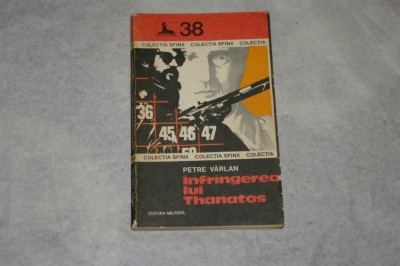 38
COLECȚIA SFINX COLECȚIA SFINX COLECȚIA
36
45 46 47
58
COLECȚIA SFINX COLECȚIA SFINX COLECȚIA
PETRE VÂRLAN
Înfrîngerea
lui
Thanatos
EDITURA MILITARĂ